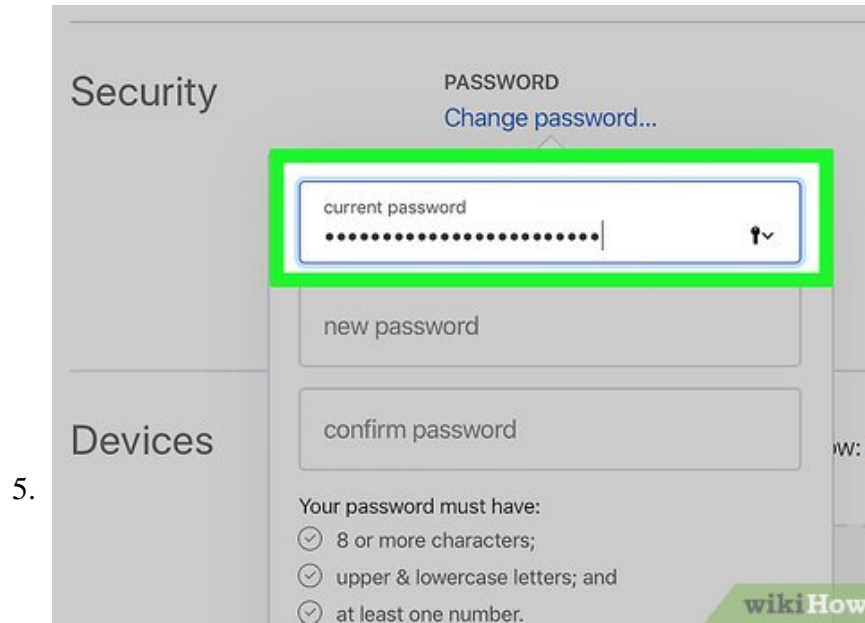 Security
PASSWORD
Change password...
current password
new password
confirm password
Devices
ow:
5.
Your password must have:
8 or more characters;
upper & lowercase letters; and
at least one number.
wikiHow